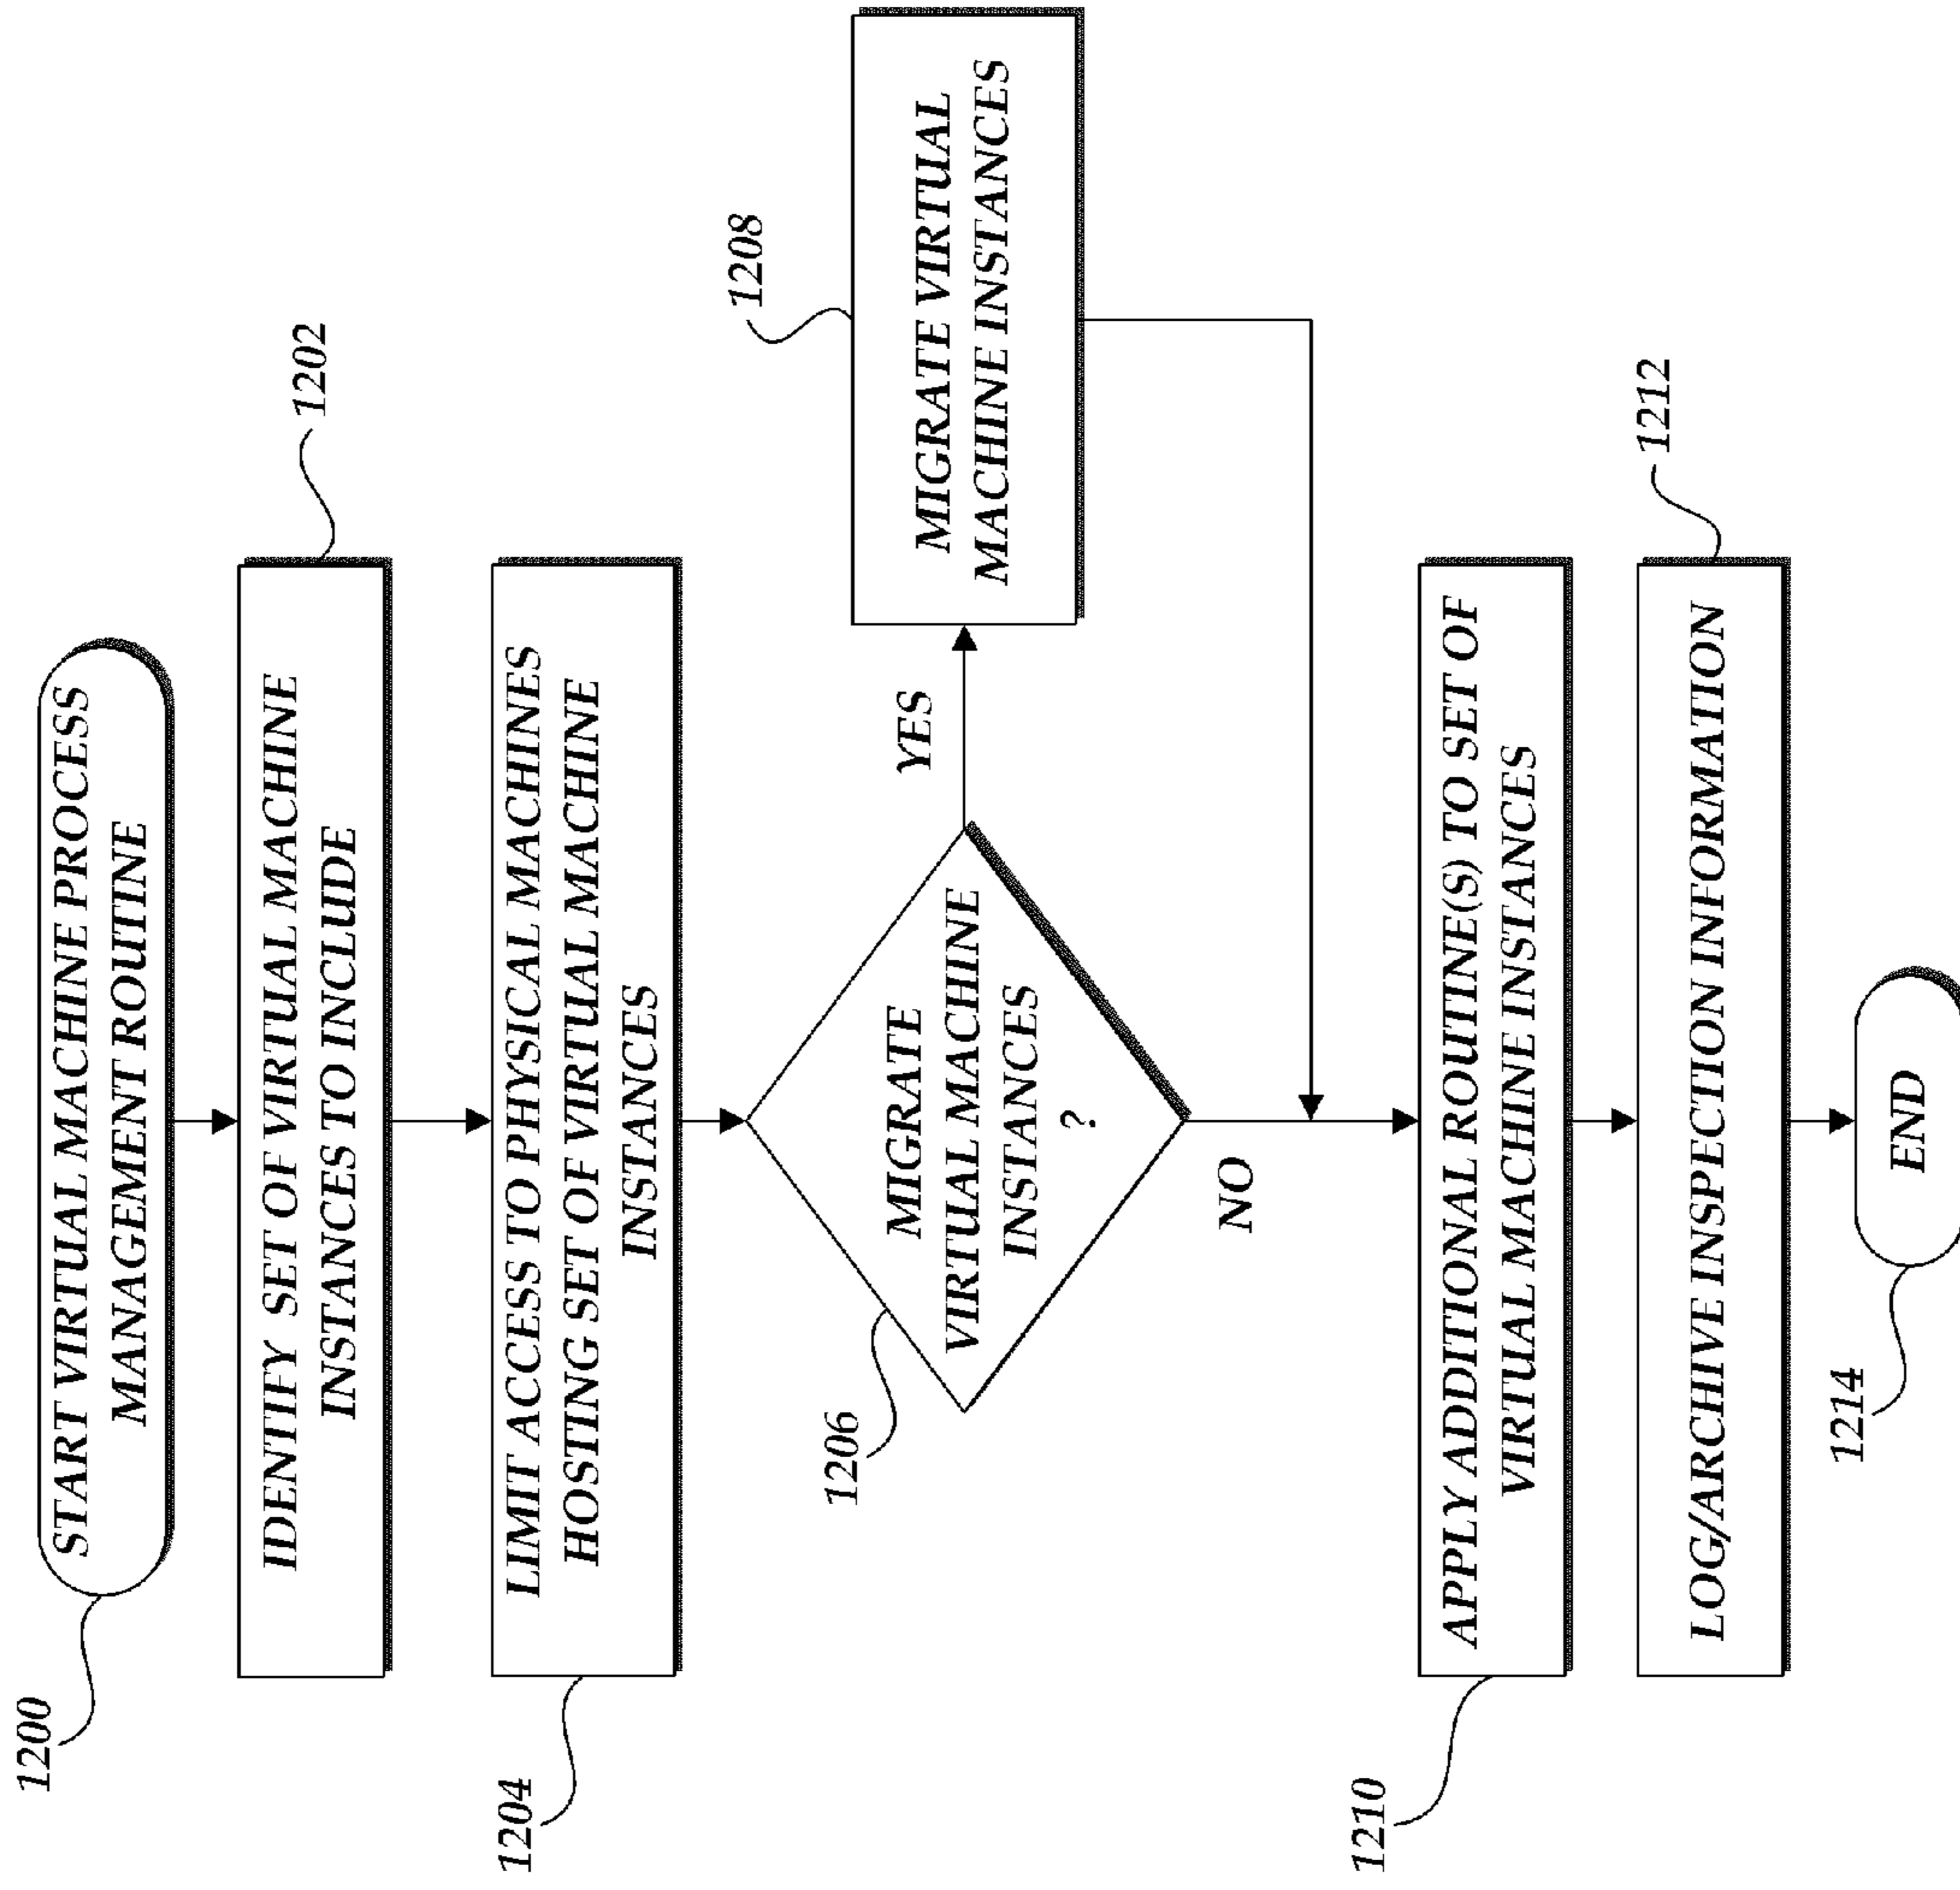 1200
START VIRTUAL MACHINE PROCESS
MANAGEMENT ROUTINE
1202
IDENTIFY SET OF VIRTUAL MACHINE
INSTANCES TO INCLUDE
1204
LIMIT ACCESS TO PHYSICAL MACHINES
HOSTING SET OF VIRTUAL MACHINE
INSTANCES
1206
MIGRATE
VIRTUAL MACHINE
INSTANCES
?
YES
1208
MIGRATE VIRTUAL
MACHINE INSTANCES
NO
1210
APPLY ADDITIONAL ROUTINE(S) TO SET OF
VIRTUAL MACHINE INSTANCES
1212
LOG/ARCHIVE INSPECTION INFORMATION
1214
END